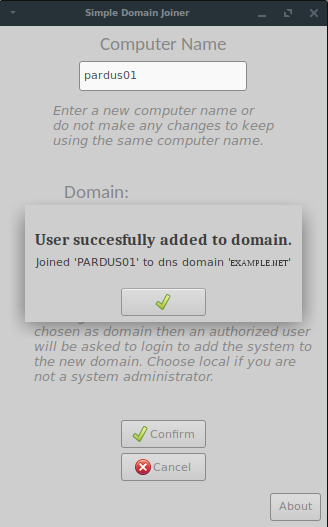 Simple Domain Joiner
Computer Name
pardus01
Enter a new computer name or
do not make any changes to keep
using the same computer name.
Domain:
User succesfully added to domain.
Joined 'PARDUS01' to dns domain 'EXAMPLE.NET'
chosen as domain then an authorized user
will be asked to login to add the system to
the new domain. Choose local if you are
not a system administrator.
Confirm
Cancel
About